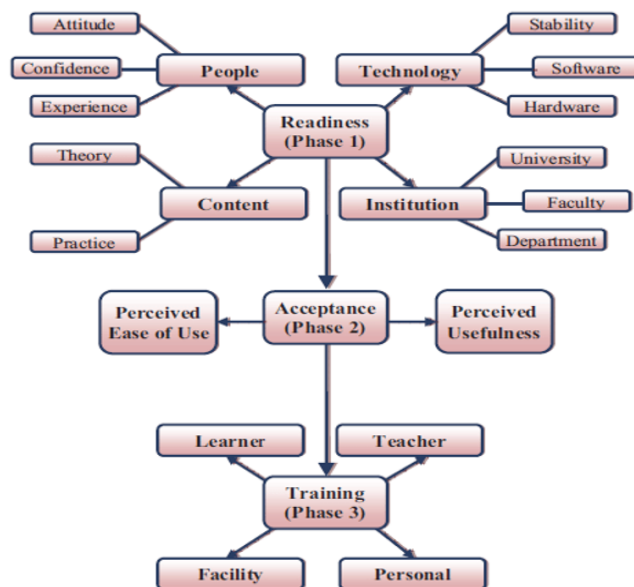 Attitude
Stability
People
Technology
Confidence
Software
Experience
Hardware
Readiness
(Phase 1)
Theory
University
Content
Institution
Faculty
Practice
Department
Perceived
Ease of Use
Acceptance
(Phase 2)
Perceived
Usefulness
Learner
Teacher
Training
(Phase 3)
Facility
Personal